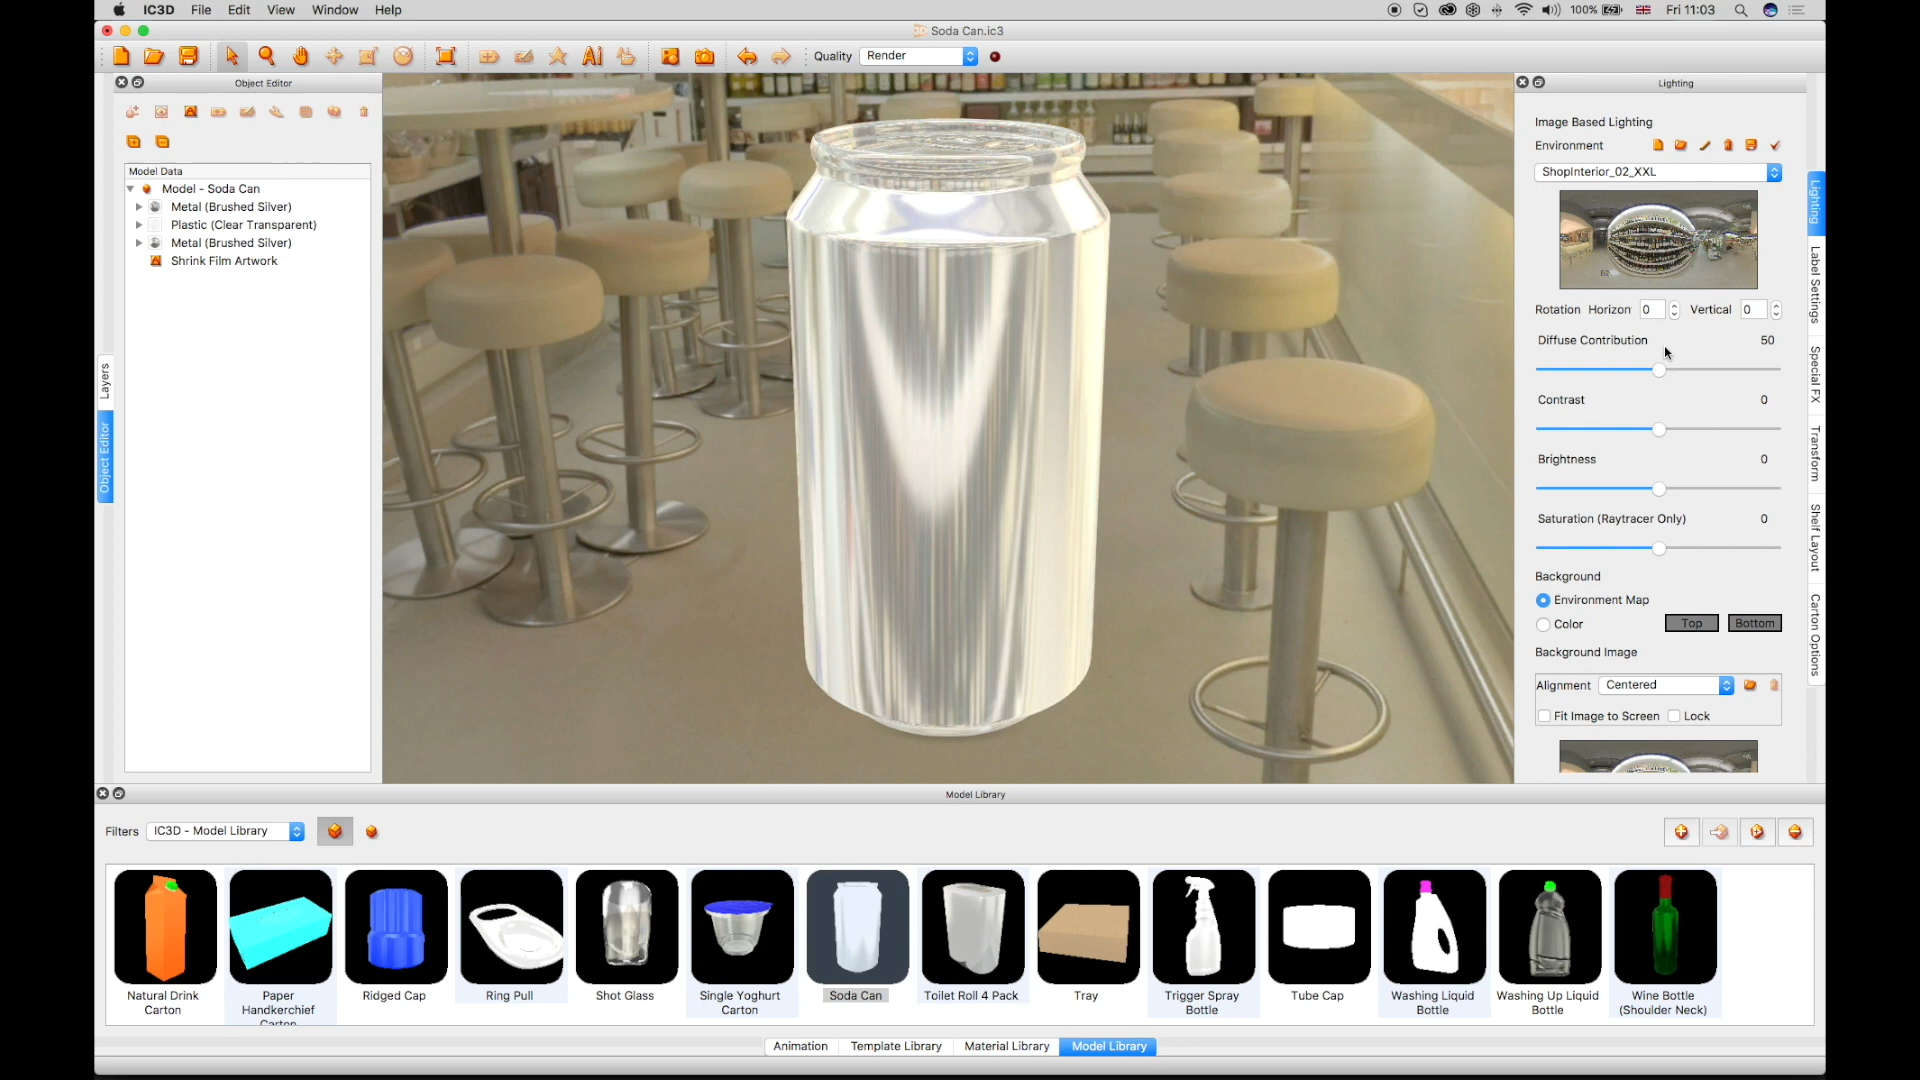 IC3D File Edit View Window Help 100% Fri 11:03
Soda Can.ic3
Ai Quality Render
Object Editor
Lighting
Model Data
Model - Soda Can
Metal (Brushed Silver)
Plastic (Clear Transparent)
Metal (Brushed Silver)
Shrink Film Artwork
Layers
Object Editor
Image Based Lighting
Environment
ShopInterior_02_XXL
Rotation Horizon 0 Vertical 0
Diffuse Contribution 50
Contrast 0
Brightness 0
Saturation (Raytracer Only) 0
Background
Environment Map
Color Top Bottom
Background Image
Alignment Centered
Fit Image to Screen Lock
Lighting
Label Settings
Special FX
Transform
Shelf Layout
Carton Options
Model Library
Filters IC3D - Model Library
Natural Drink
Carton
Paper
Handkerchief
Carton
Ring Pull
Ridged Cap
Shot Glass
Single Yoghurt
Carton
Soda Can
Toilet Roll 4 Pack
Tray
Trigger Spray
Bottle
Tube Cap
Washing Liquid
Bottle
Washing Up Liquid
Bottle
Wine Bottle
(Shoulder Neck)
Animation Template Library Material Library Model Library